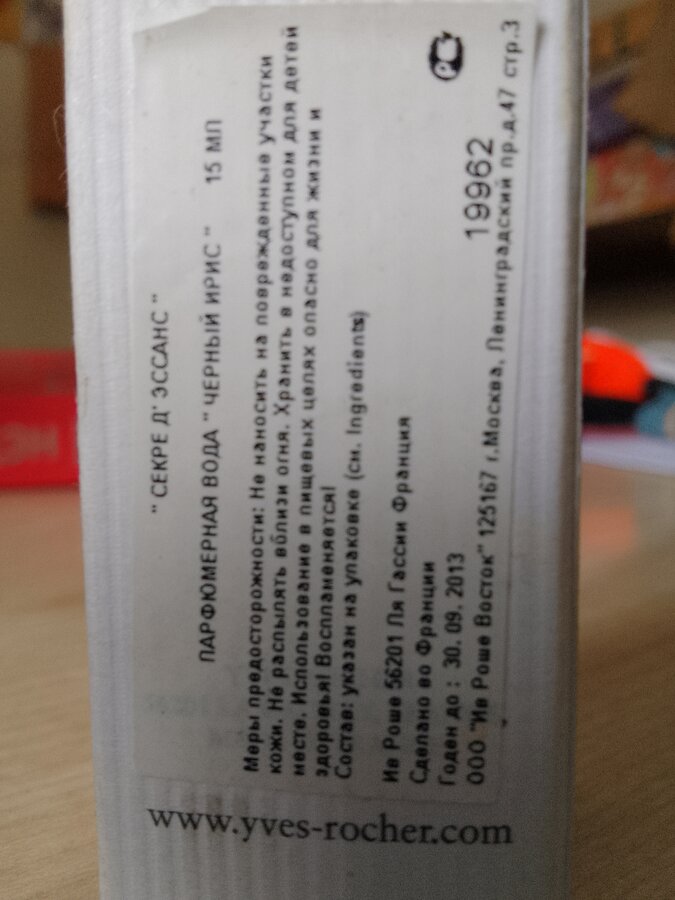 " СЕКРЕ Д' ЭССАНС "
ПАРФЮМЕРНАЯ ВОДА " ЧЕРНЫЙ ИРИС " 15 МЛ
Меры предосторожности: Не наносить на поврежденные участки
кожи. Не распылять вблизи огня. Хранить в недоступном для детей
месте. Использование в пищевых целях опасно для жизни и
здоровья! Воспламеняется!
Состав: указан на упаковке (см. Ingredients)
Ив Роше 56201 Ля Гассии Франция
Сделано во Франции
Годен до : 30. 09. 2013
19962
ООО "Ив Роше Восток" 125167 г.Москва, Ленинградский пр.д.47 стр.3
РС
www.yves-rocher.com